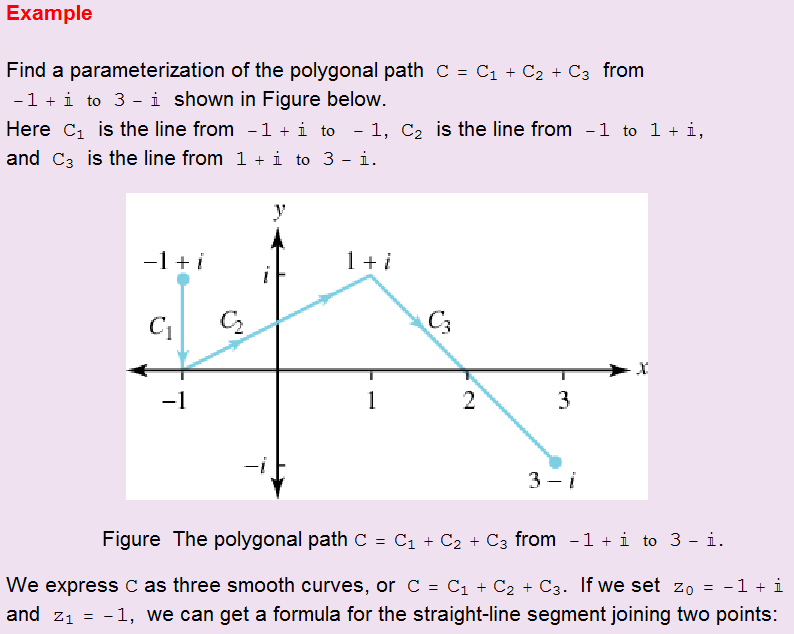 Example
Find a parameterization of the polygonal path C = C₁ + C₂ + C₃ from
-1 + i to 3 - i shown in Figure below.
Here C₁ is the line from -1 + i to - 1, C₂ is the line from -1 to 1 + i,
and C₃ is the line from 1 + i to 3 - i.
y
−1 + i
1 + i
i
C₁
C₂
C₃
x
−1
1
2
3
−i
3 − i
Figure The polygonal path C = C₁ + C₂ + C₃ from -1 + i to 3 - i.
We express C as three smooth curves, or C = C₁ + C₂ + C₃. If we set z₀ = -1 + i
and z₁ = -1, we can get a formula for the straight-line segment joining two points: